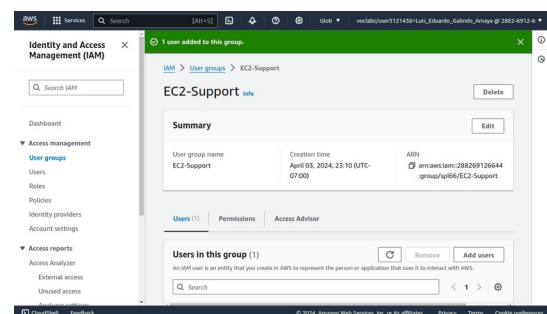 aws
Services
Search
[Alt+S]
Glob
voclabs/user3121438=Luis_Eduardo_Galindo_Amaya @ 2882-6912-6
Identity and Access Management (IAM)
Search IAM
Dashboard
Access management
User groups
Users
Roles
Policies
Identity providers
Account settings
Access reports
Access Analyzer
External access
Unused access
Analyzer settings
1 user added to this group.
IAM > User groups > EC2-Support
EC2-Support Info
Delete
Summary
Edit
User group name
EC2-Support
Creation time
April 03, 2024, 23:10 (UTC-
07:00)
ARN
arn:aws:iam::288269126644
:group/spl66/EC2-Support
Users (1)
Permissions
Access Advisor
Users in this group (1)
Remove
Add users
An IAM user is an entity that you create in AWS to represent the person or application that uses it to interact with AWS.
Search
1
CloudShell Feedback
© 2024, Amazon Web Services, Inc. or its affiliates.
Privacy Terms Cookie preferences